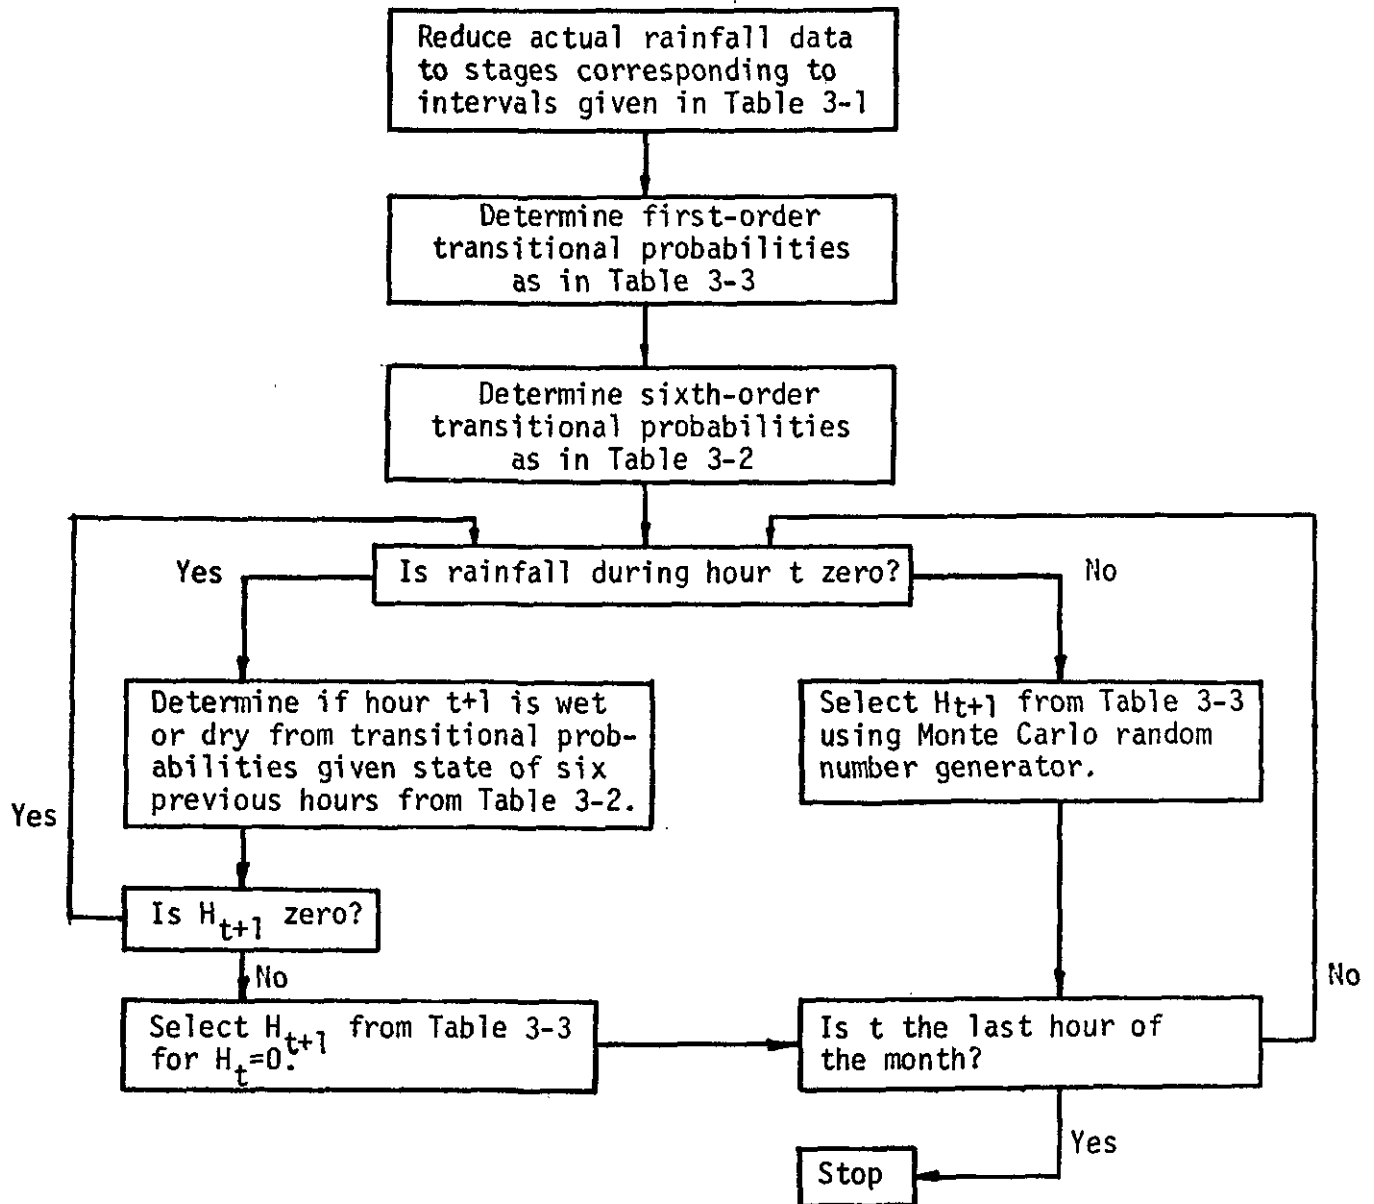 Reduce actual rainfall data
to stages corresponding to
intervals given in Table 3-1
Determine first-order
transitional probabilities
as in Table 3-3
Determine sixth-order
transitional probabilities
as in Table 3-2
Yes
Is rainfall during hour t zero?
No
Determine if hour t+1 is wet
or dry from transitional prob-
abilities given state of six
previous hours from Table 3-2.
Select Ht+1 from Table 3-3
using Monte Carlo random
number generator.
Yes
Is Ht+1 zero?
No
No
Select Ht+1 from Table 3-3
for Ht=0.
Is t the last hour of
the month?
Yes
Stop